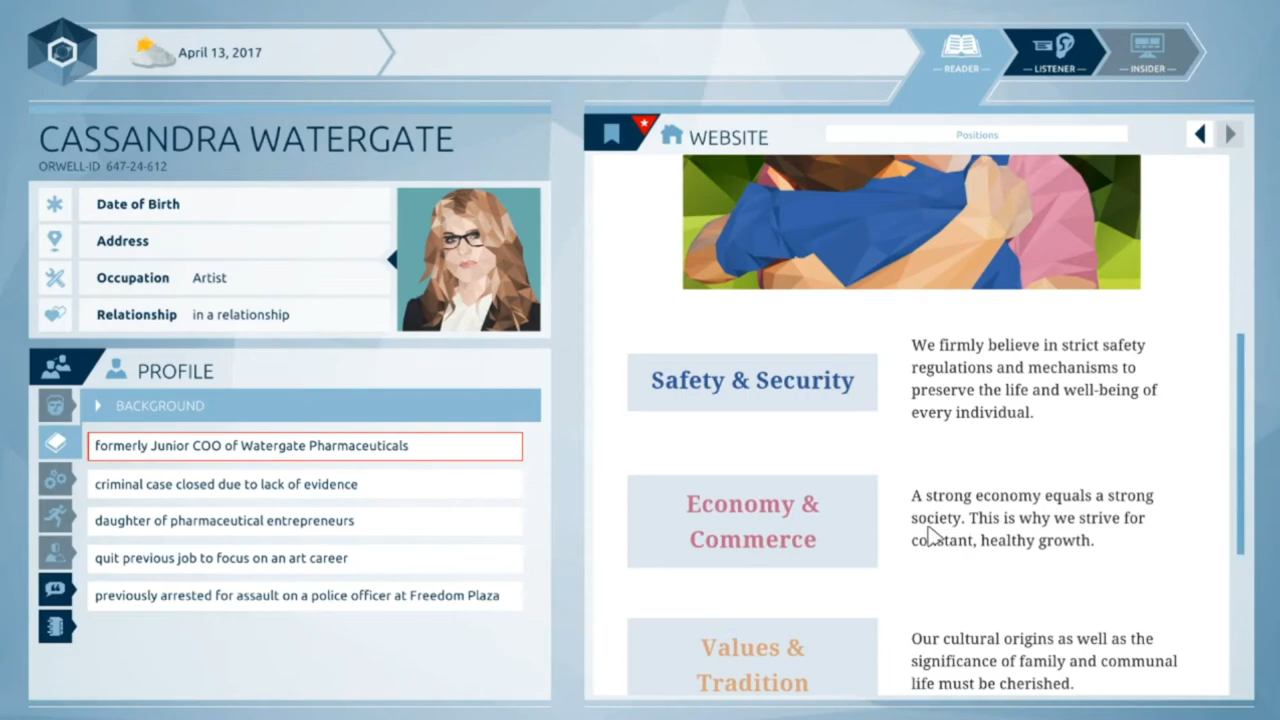 April 13, 2017
READER
LISTENER
INSIDER
CASSANDRA WATERGATE
ORWELL-ID 647-24-612
Date of Birth
Address
Occupation Artist
Relationship in a relationship
PROFILE
BACKGROUND
formerly Junior COO of Watergate Pharmaceuticals
criminal case closed due to lack of evidence
daughter of pharmaceutical entrepreneurs
quit previous job to focus on an art career
previously arrested for assault on a police officer at Freedom Plaza
WEBSITE
Positions
Safety & Security
We firmly believe in strict safety
regulations and mechanisms to
preserve the life and well-being of
every individual.
Economy &
Commerce
A strong economy equals a strong
society. This is why we strive for
constant, healthy growth.
Values &
Tradition
Our cultural origins as well as the
significance of family and communal
life must be cherished.